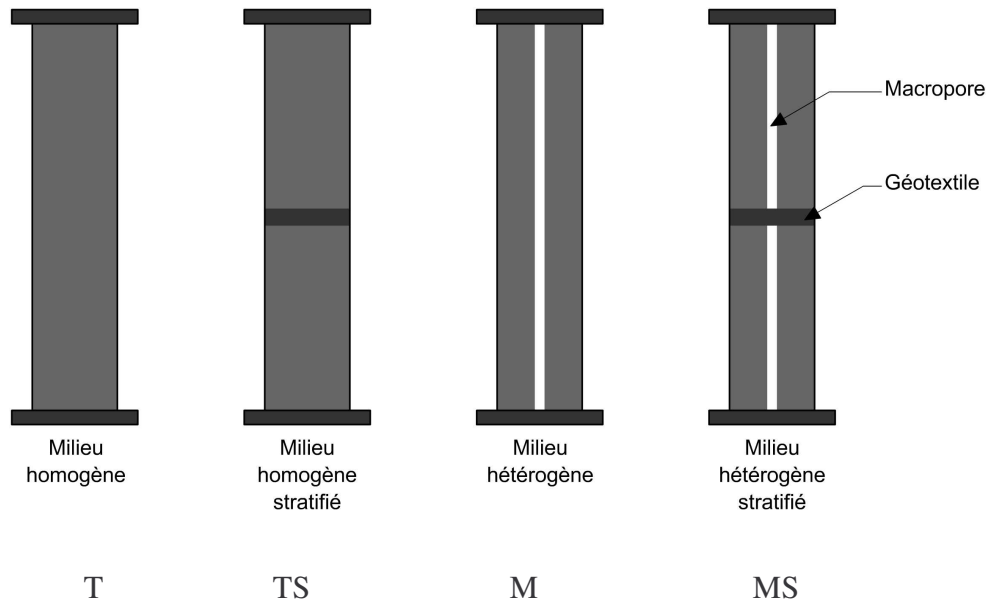 Macropore
Géotextile
Milieu
homogène
Milieu
homogène
stratifié
Milieu
hétérogène
Milieu
hétérogène
stratifié
T
TS
M
MS